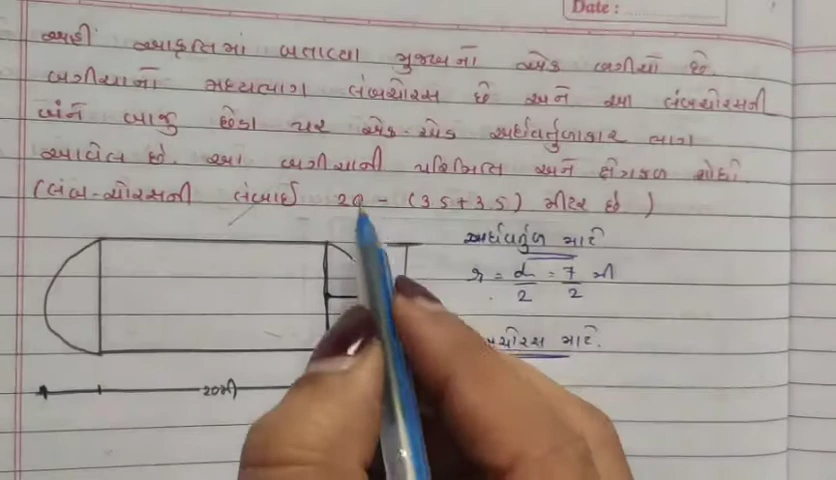 Date :
અહીં આકૃતિમાં બતાવ્યા મુજબનો એક બગીચો છે.
બગીચાનો મધ્યભાગ લંબચોરસ છે અને આ લંબચોરસની
બંને બાજુ છેડા પર એક-એક અર્ધવર્તુળાકાર ભાગ
આવેલ છે. આ બગીચાની પરિમિતિ અને ક્ષેત્રફળ શોધો
(લંબ-ચોરસની લંબાઈ 20 - (3.5+3.5) મીટર છે )
અર્ધવર્તુળ માટે
r = d/2 = 7/2 મી
ચોરસ માટે.
20મી